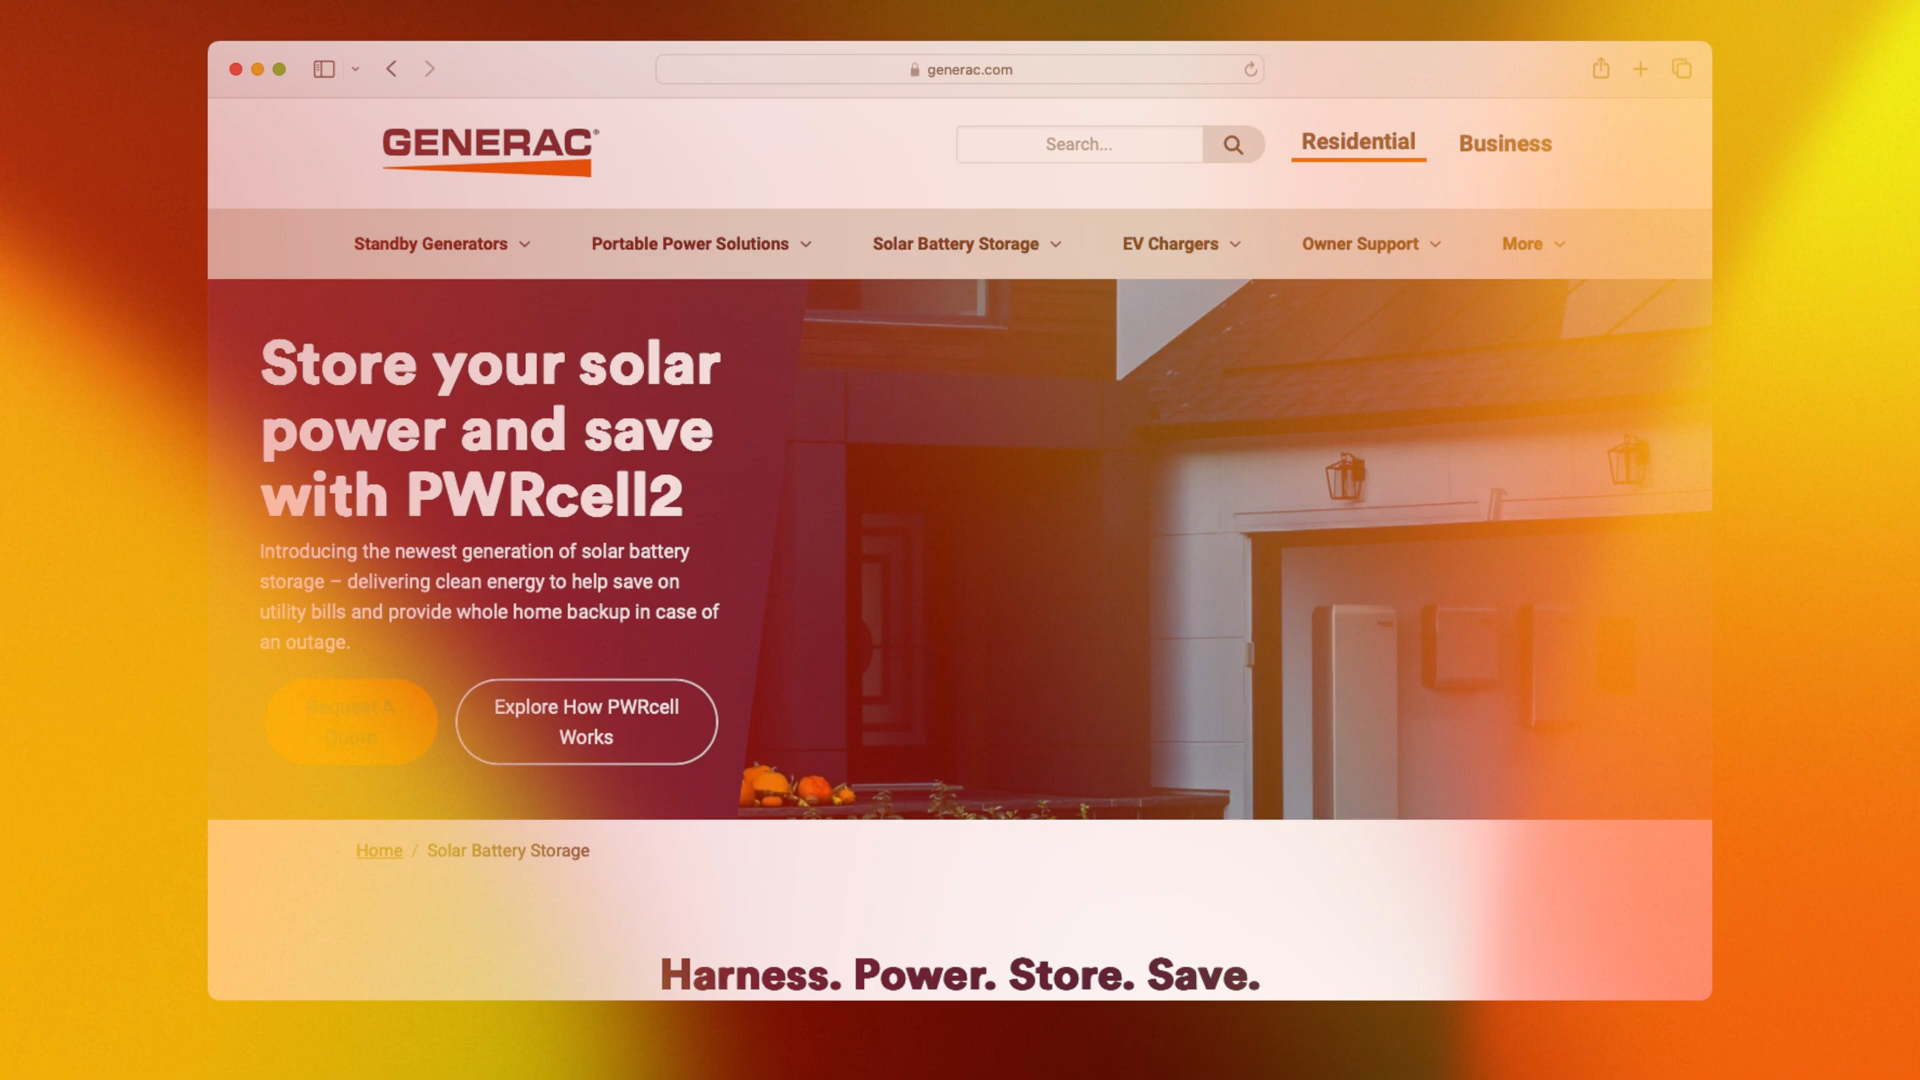 generac.com
GENERAC®
Search...
Residential
Business
Standby Generators
Portable Power Solutions
Solar Battery Storage
EV Chargers
Owner Support
More
Store your solar
power and save
with PWRcell2
Introducing the newest generation of solar battery
storage – delivering clean energy to help save on
utility bills and provide whole home backup in case of
an outage.
Request A
Quote
Explore How PWRcell
Works
Home / Solar Battery Storage
Harness. Power. Store. Save.